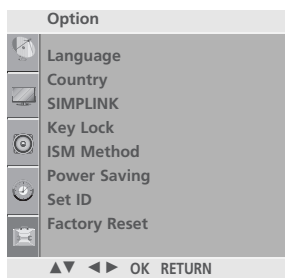 Option
Language
Country
SIMPLINK
Key Lock
ISM Method
Power Saving
Set ID
Factory Reset
▲▼ ◄► OK RETURN